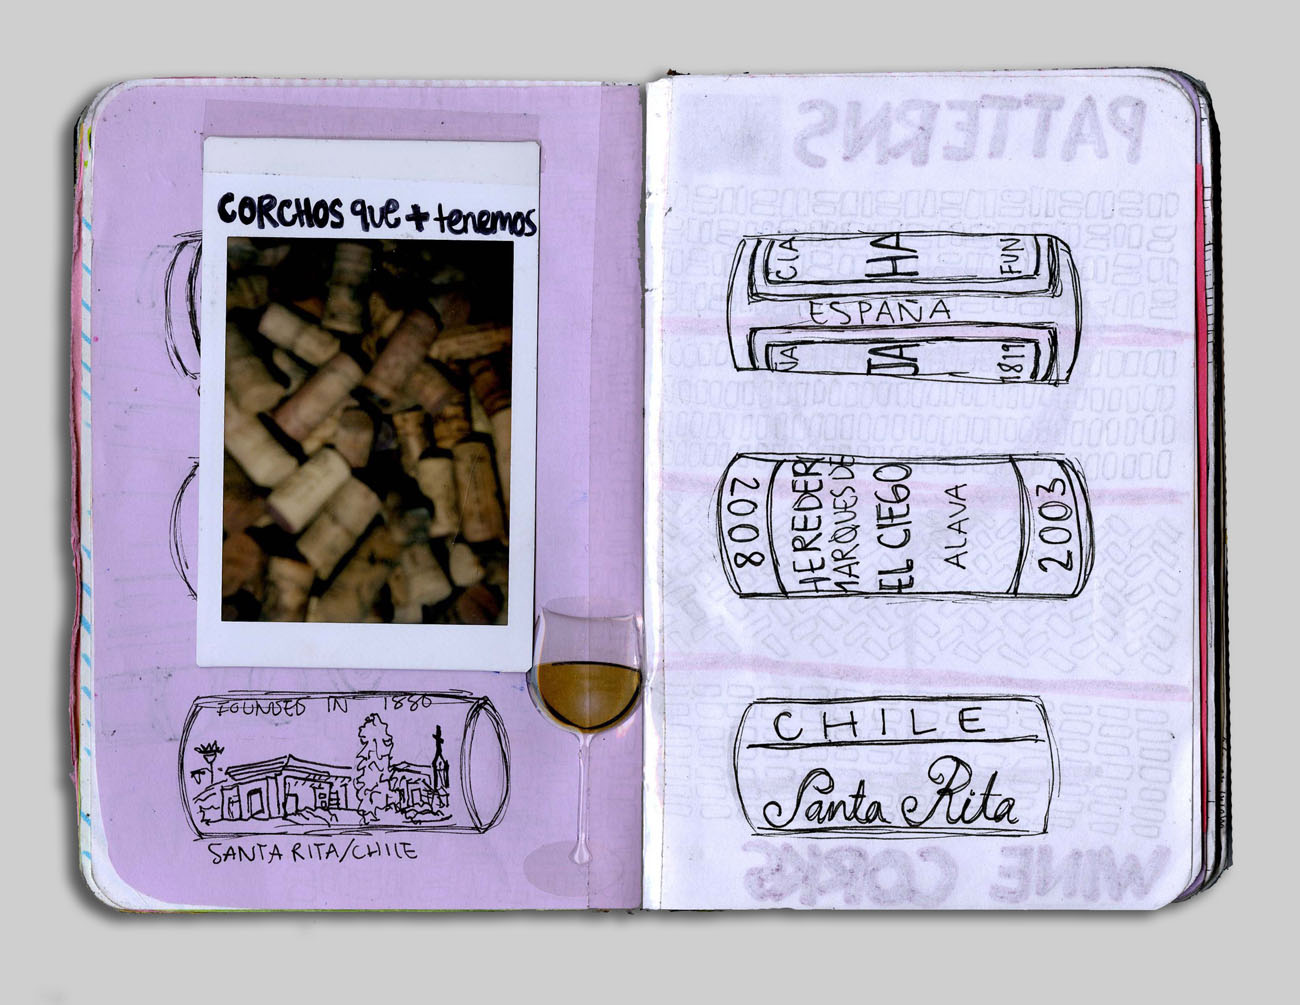 CORCHOS que + tenemos
FOUNDED IN 1880
SANTA RITA/CHILE
PATTERNS
CIA
HA
FUN
ESPAÑA
NA
JA
1819
2008
HEREDER
MARQUES DE
EL CIEGO
ALAVA
2003
CHILE
Santa Rita
WINE CORKS